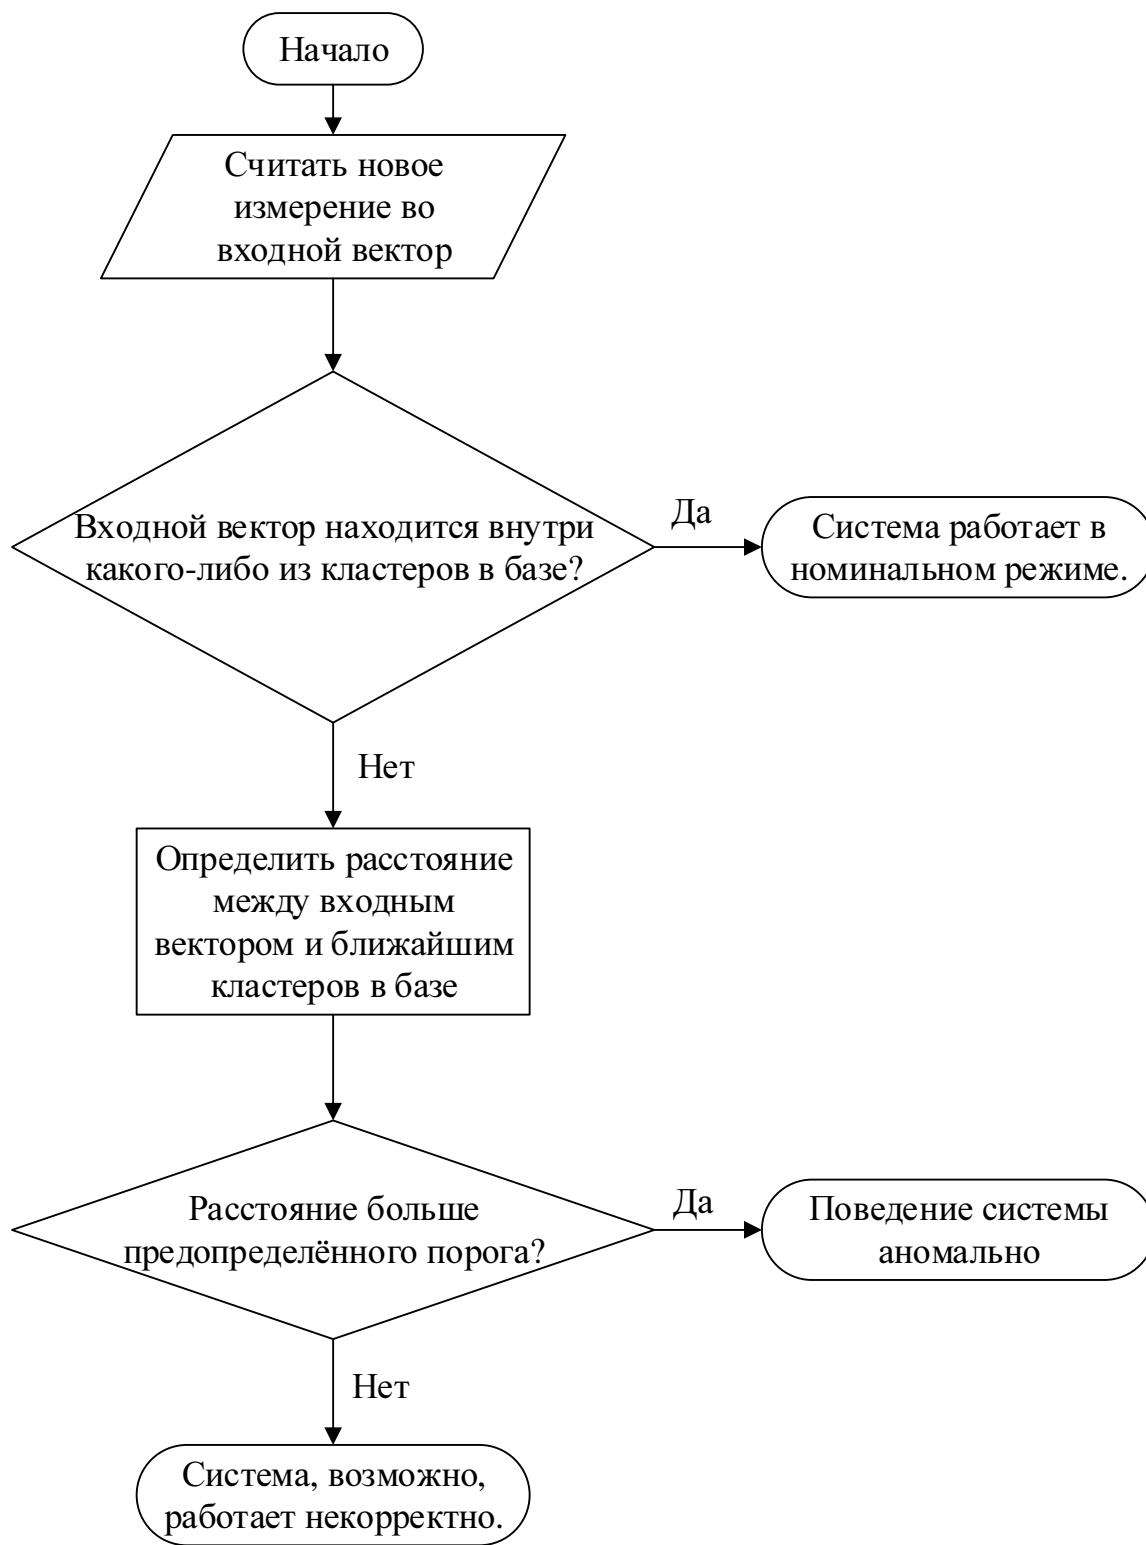 Начало
Считать новое
измерение во
входной вектор
Входной вектор находится внутри
какого-либо из кластеров в базе?
Да
Система работает в
номинальном режиме.
Нет
Определить расстояние
между входным
вектором и ближайшим
кластеров в базе
Расстояние больше
предопределённого порога?
Да
Поведение системы
аномально
Нет
Система, возможно,
работает некорректно.